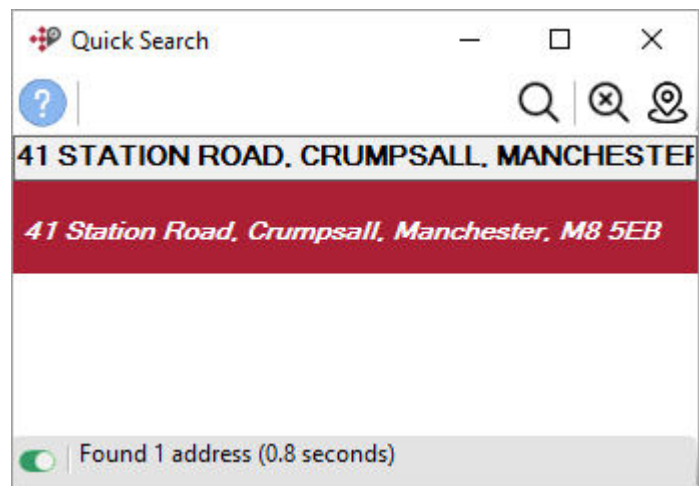 Quick Search
?
41 STATION ROAD, CRUMPSALL, MANCHESTER
41 Station Road, Crumpsall, Manchester, M8 5EB
Found 1 address (0.8 seconds)